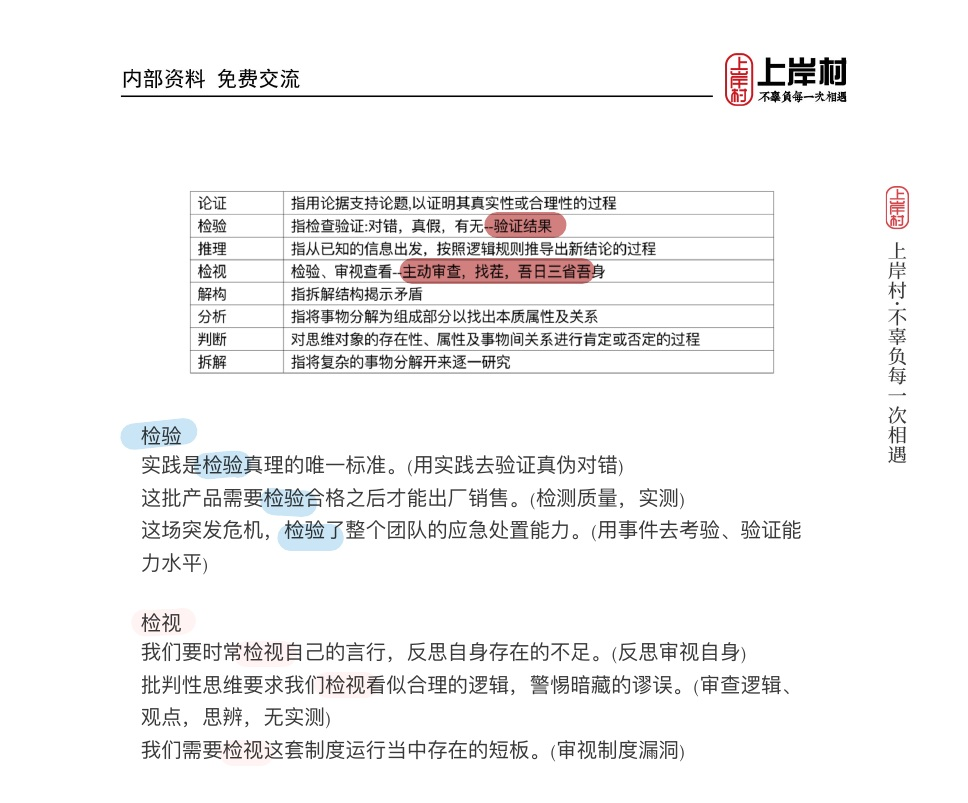 内部资料 免费交流
上岸村
上岸村
不辜负每一次相遇
论证 指用论据支持论题,以证明其真实性或合理性的过程
检验 指检查验证:对错，真假，有无--验证结果
推理 指从已知的信息出发，按照逻辑规则推导出新结论的过程
检视 检验、审视查看--主动审查，找茬，吾日三省吾身
解构 指拆解结构揭示矛盾
分析 指将事物分解为组成部分以找出本质属性及关系
判断 对思维对象的存在性、属性及事物间关系进行肯定或否定的过程
拆解 指将复杂的事物分解开来逐一研究
检验
实践是检验真理的唯一标准。(用实践去验证真伪对错)
这批产品需要检验合格之后才能出厂销售。(检测质量，实测)
这场突发危机，检验了整个团队的应急处置能力。(用事件去考验、验证能
力水平)
检视
我们要时常检视自己的言行，反思自身存在的不足。(反思审视自身)
批判性思维要求我们检视看似合理的逻辑，警惕暗藏的谬误。(审查逻辑、
观点，思辨，无实测)
我们需要检视这套制度运行当中存在的短板。(审视制度漏洞)
上岸村
上岸村·不辜负每一次相遇